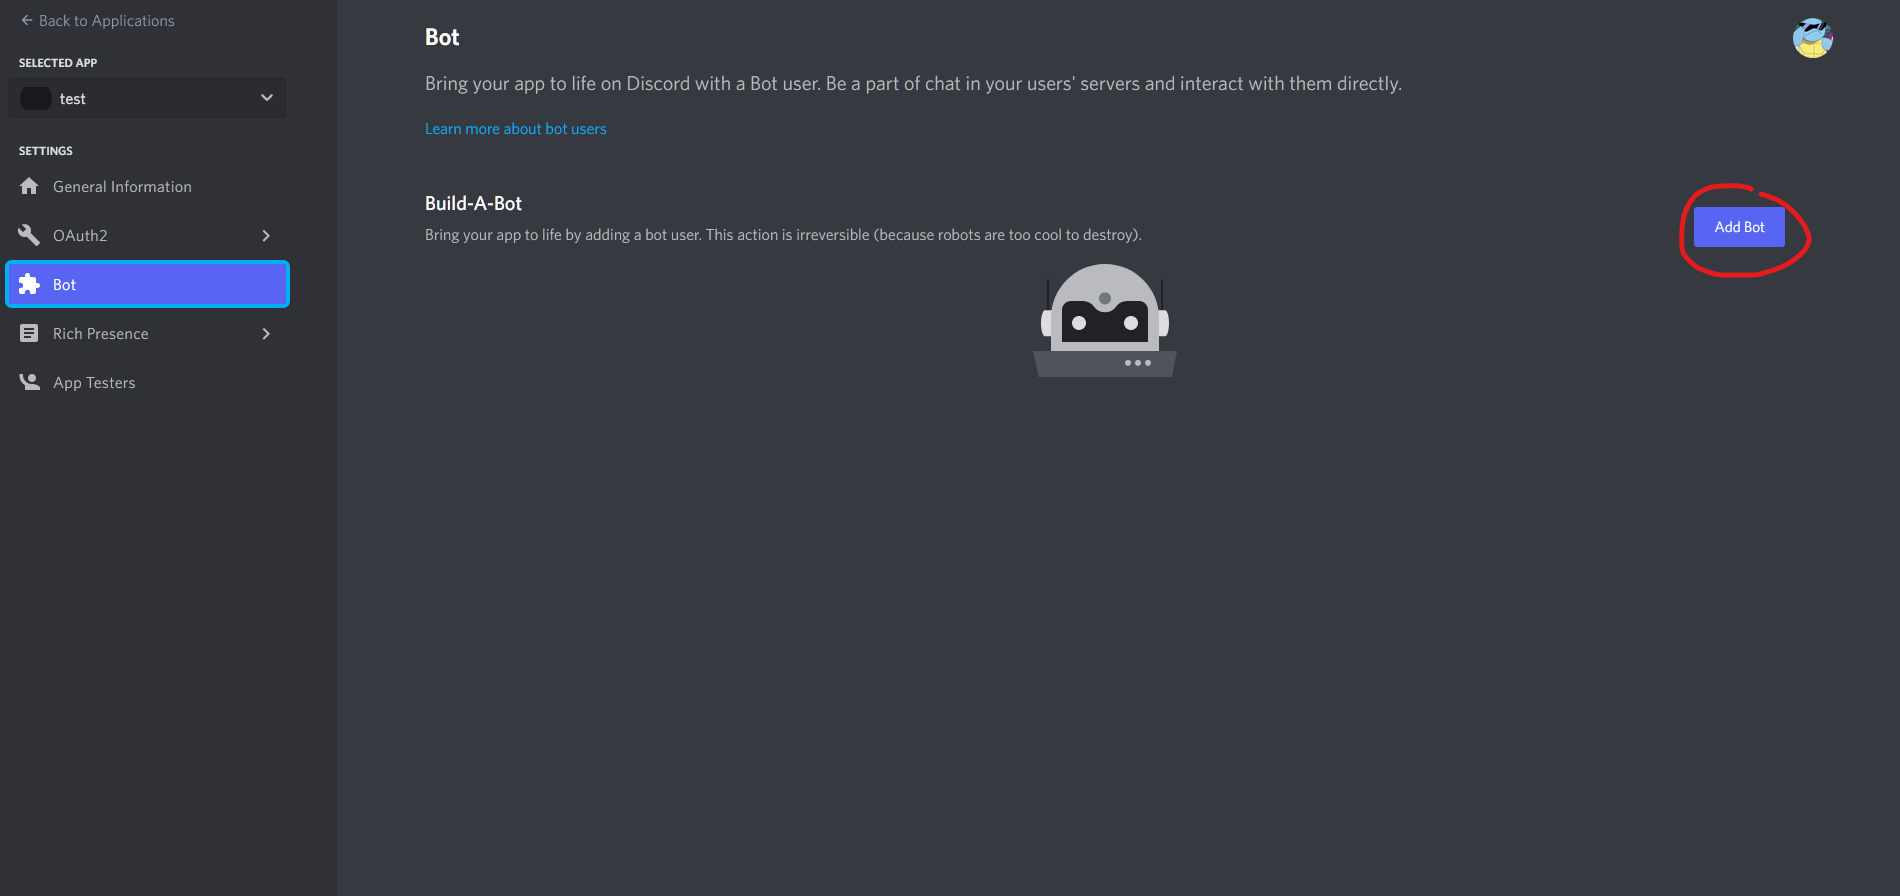 Back to Applications
SELECTED APP
test
SETTINGS
General Information
OAuth2
Bot
Rich Presence
App Testers
Bot
Bring your app to life on Discord with a Bot user. Be a part of chat in your users' servers and interact with them directly.
Learn more about bot users
Build-A-Bot
Bring your app to life by adding a bot user. This action is irreversible (because robots are too cool to destroy).
Add Bot